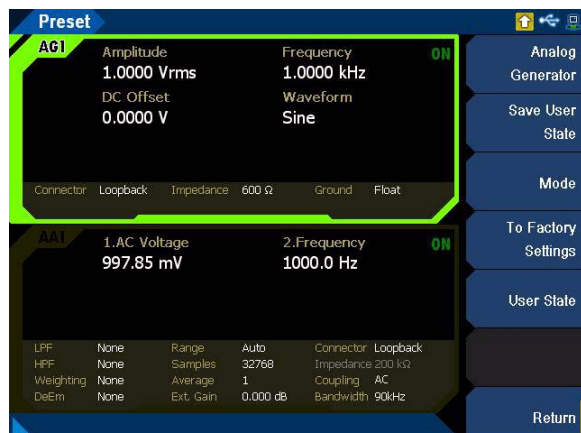 Preset
AG1
Amplitude Frequency ON
1.0000 Vrms 1.0000 kHz
DC Offset Waveform
0.0000 V Sine
Connector Loopback Impedance 600 Ω Ground Float
AA1
1.AC Voltage 2.Frequency ON
997.85 mV 1000.0 Hz
LPF None Range Auto Connector Loopback
HPF None Samples 32768 Impedance 200 kΩ
Weighting None Average 1 Coupling AC
DeEm None Ext. Gain 0.000 dB Bandwidth 90kHz
Analog
Generator
Save User
State
Mode
To Factory
Settings
User State
Return